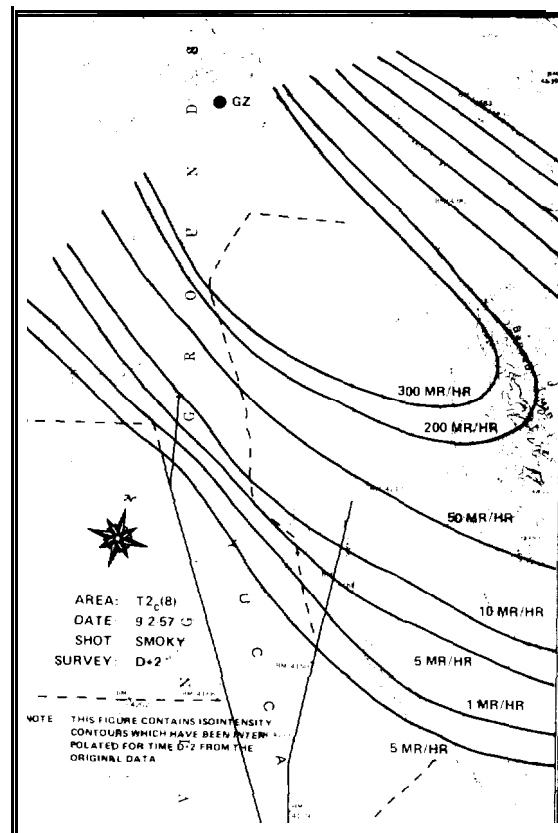 GZ
8
D
N
U
O
R
G
300 MR/HR
200 MR/HR
50 MR/HR
10 MR/HR
5 MR/HR
1 MR/HR
5 MR/HR
Y
U
C
C
A
AREA: T2c(8)
DATE: 9 2 57
SHOT SMOKY
SURVEY: D+2
NOTE THIS FIGURE CONTAINS ISOINTENSITY
CONTOURS WHICH HAVE BEEN INTER
POLATED FOR TIME D+2 FROM THE
ORIGINAL DATA